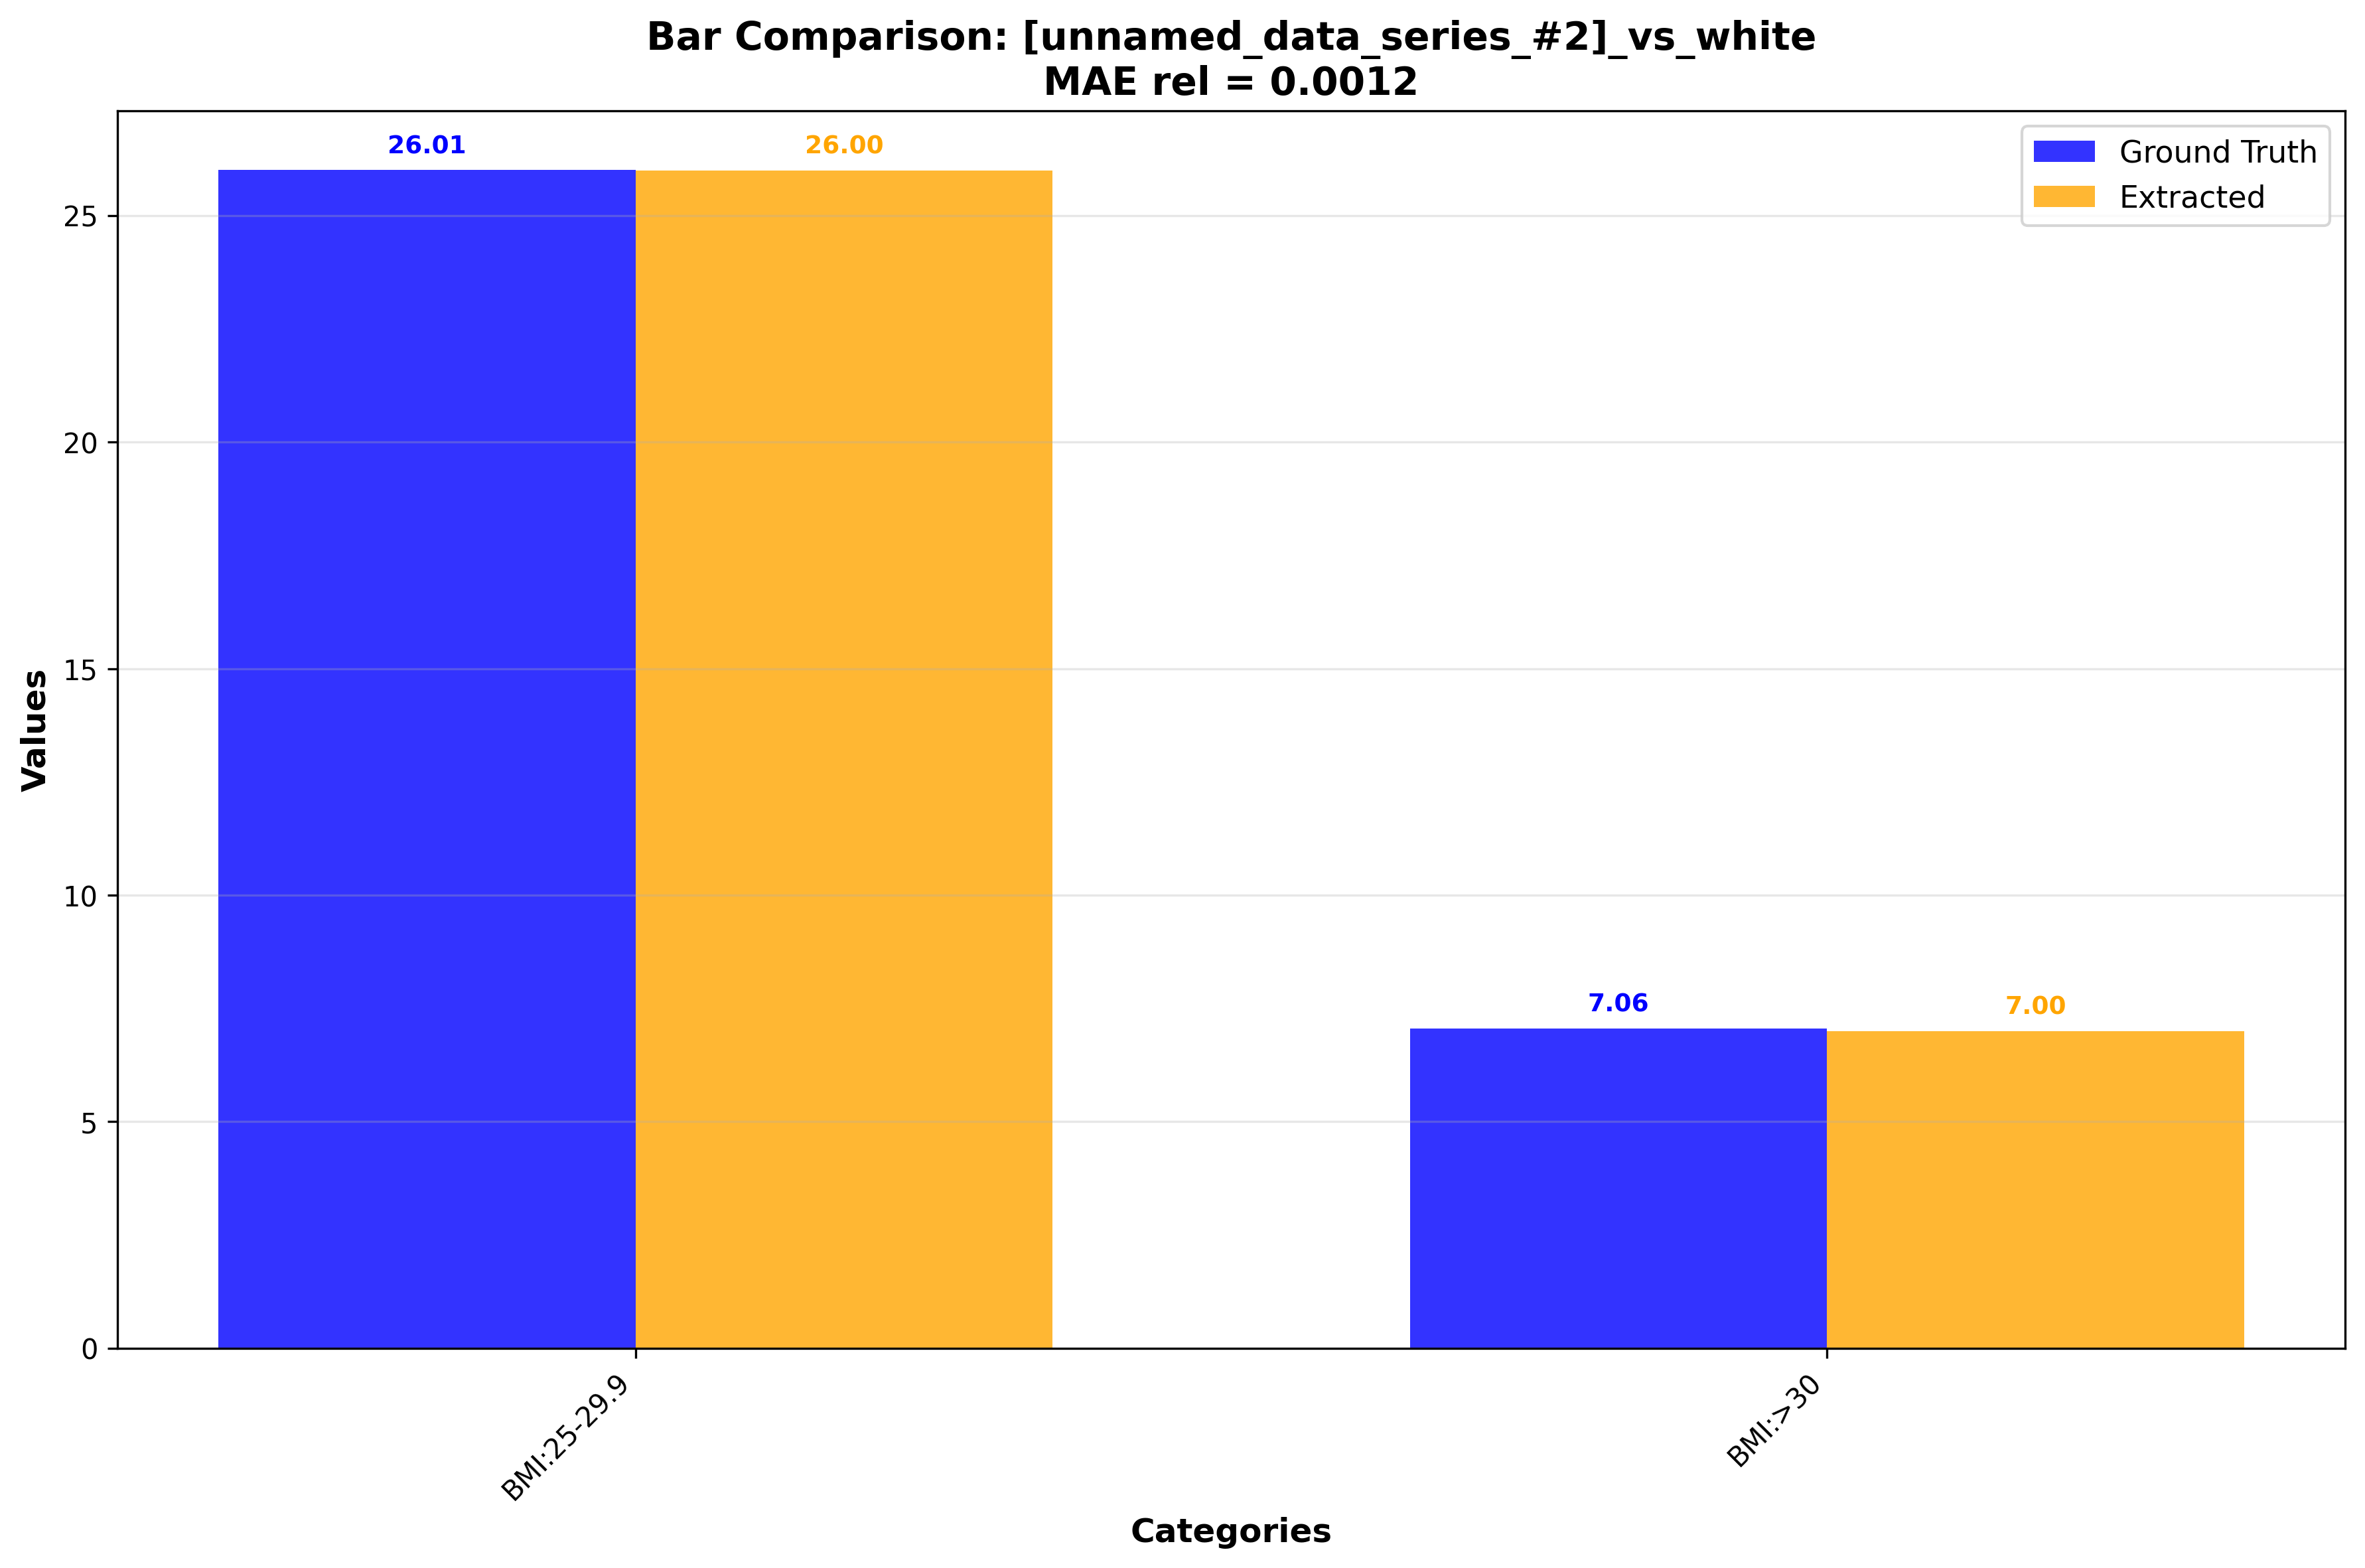 Bar Comparison: [unnamed_data_series_#2]_vs_white
MAE rel = 0.0012
26.01
26.00
Ground Truth
Extracted
25
20
15
10
5
0
Values
7.06
7.00
BMI:25-29.9
BMI:>30
Categories